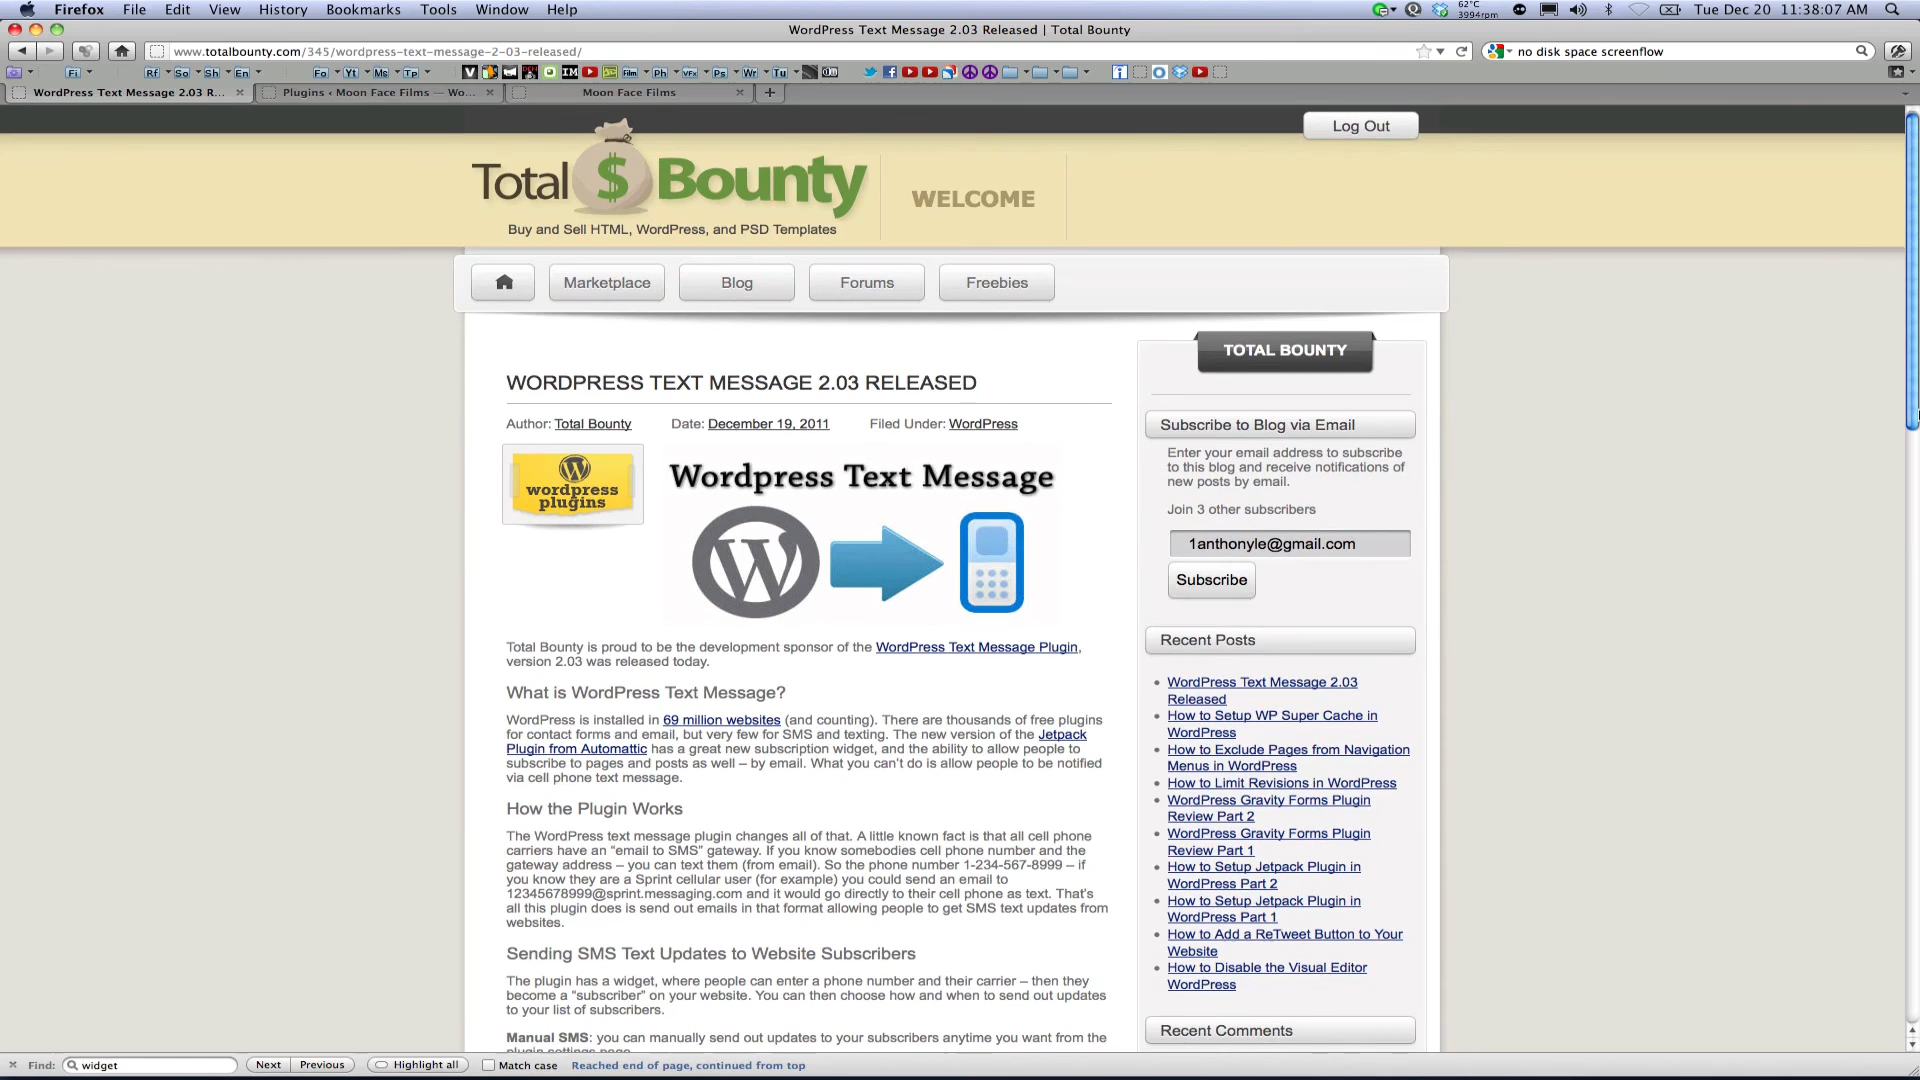 Firefox File Edit View History Bookmarks Tools Window Help
62°C
3994rpm
Tue Dec 20 11:38:07 AM
WordPress Text Message 2.03 Released | Total Bounty
www.totalbounty.com/345/wordpress-text-message-2-03-released/
no disk space screenflow
Fi Rf So Sh En Fo Yt Ms Tp Film Ph VFx Ps Wr Tu
WordPress Text Message 2.03 R...
Plugins ‹ Moon Face Films — Wo...
Moon Face Films
Log Out
Total $ Bounty
WELCOME
Buy and Sell HTML, WordPress, and PSD Templates
Marketplace
Blog
Forums
Freebies
WORDPRESS TEXT MESSAGE 2.03 RELEASED
Author: Total Bounty Date: December 19, 2011 Filed Under: WordPress
wordpress
plugins
Wordpress Text Message
Total Bounty is proud to be the development sponsor of the WordPress Text Message Plugin,
version 2.03 was released today.
What is WordPress Text Message?
WordPress is installed in 69 million websites (and counting). There are thousands of free plugins
for contact forms and email, but very few for SMS and texting. The new version of the Jetpack
Plugin from Automattic has a great new subscription widget, and the ability to allow people to
subscribe to pages and posts as well – by email. What you can't do is allow people to be notified
via cell phone text message.
How the Plugin Works
The WordPress text message plugin changes all of that. A little known fact is that all cell phone
carriers have an “email to SMS” gateway. If you know somebodies cell phone number and the
gateway address – you can text them (from email). So the phone number 1-234-567-8999 – if
you know they are a Sprint cellular user (for example) you could send an email to
12345678999@sprint.messaging.com and it would go directly to their cell phone as text. That's
all this plugin does is send out emails in that format allowing people to get SMS text updates from
websites.
Sending SMS Text Updates to Website Subscribers
The plugin has a widget, where people can enter a phone number and their carrier – then they
become a “subscriber” on your website. You can then choose how and when to send out updates
to your list of subscribers.
Manual SMS: you can manually send out updates to your subscribers anytime you want from the
plugin settings page
TOTAL BOUNTY
Subscribe to Blog via Email
Enter your email address to subscribe
to this blog and receive notifications of
new posts by email.
Join 3 other subscribers
1anthonyle@gmail.com
Subscribe
Recent Posts
WordPress Text Message 2.03
Released
How to Setup WP Super Cache in
WordPress
How to Exclude Pages from Navigation
Menus in WordPress
How to Limit Revisions in WordPress
WordPress Gravity Forms Plugin
Review Part 2
WordPress Gravity Forms Plugin
Review Part 1
How to Setup Jetpack Plugin in
WordPress Part 2
How to Setup Jetpack Plugin in
WordPress Part 1
How to Add a ReTweet Button to Your
Website
How to Disable the Visual Editor
WordPress
Recent Comments
Find: widget Next Previous Highlight all Match case Reached end of page, continued from top